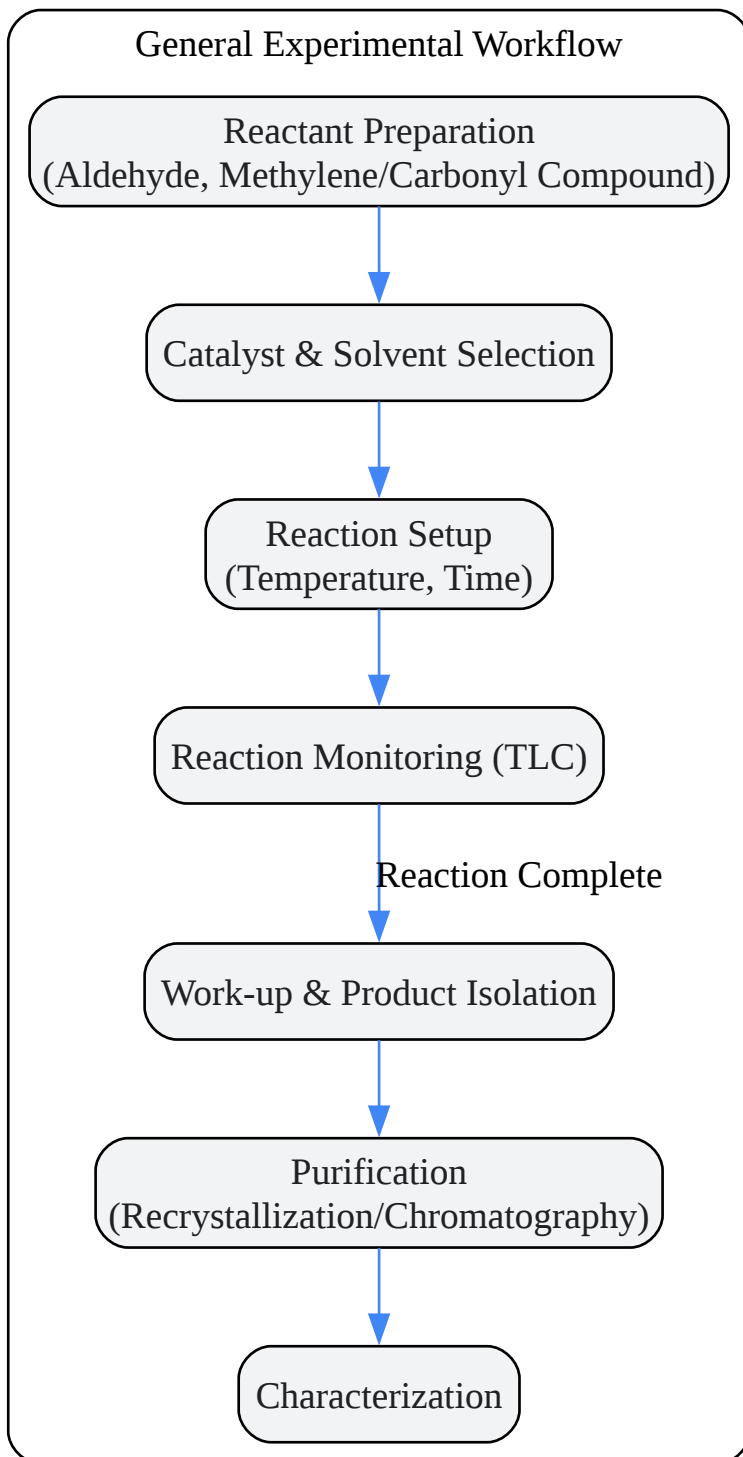 General Experimental Workflow
Reactant Preparation
(Aldehyde, Methylene/Carbonyl Compound)
Catalyst & Solvent Selection
Reaction Setup
(Temperature, Time)
Reaction Monitoring (TLC)
Reaction Complete
Work-up & Product Isolation
Purification
(Recrystallization/Chromatography)
Characterization